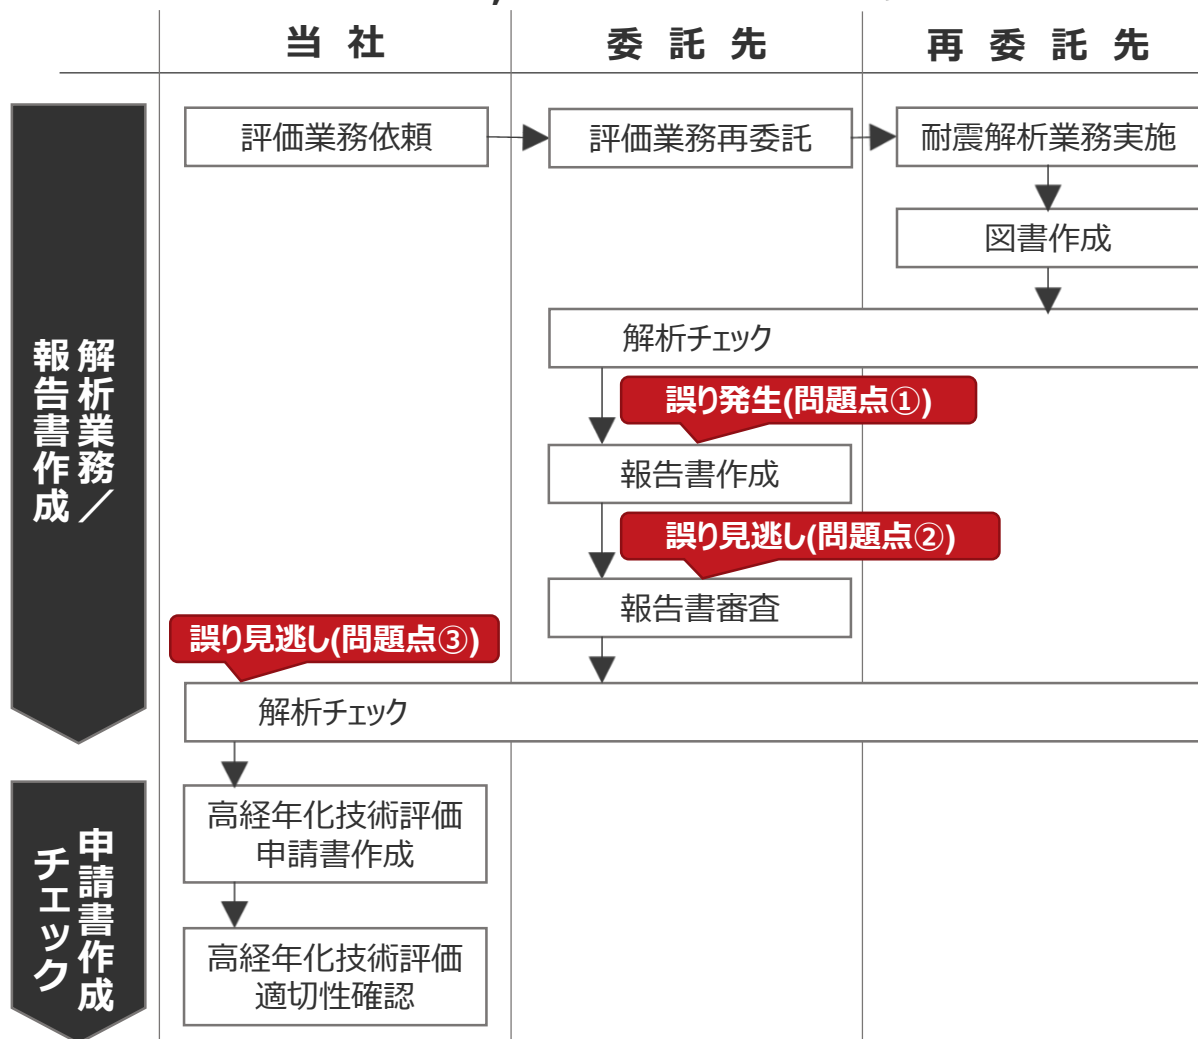 当社
委託先
再委託先
解析業務／
報告書作成
評価業務依頼
評価業務再委託
耐震解析業務実施
図書作成
解析チェック
誤り発生(問題点①)
報告書作成
誤り見逃し(問題点②)
報告書審査
誤り見逃し(問題点③)
解析チェック
申請書作成
チェック
高経年化技術評価
申請書作成
高経年化技術評価
適切性確認